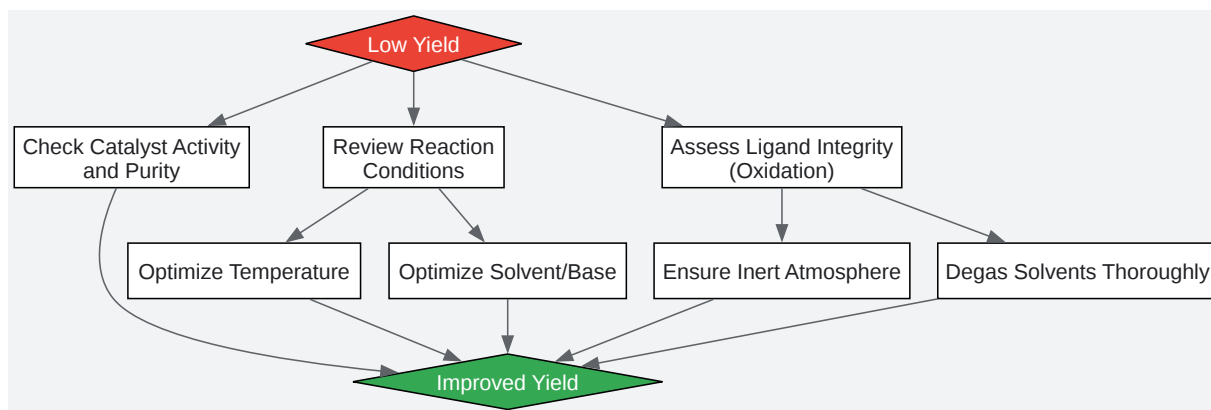 Low Yield
Check Catalyst Activity
and Purity
Review Reaction
Conditions
Assess Ligand Integrity
(Oxidation)
Optimize Temperature
Optimize Solvent/Base
Ensure Inert Atmosphere
Degas Solvents Thoroughly
Improved Yield